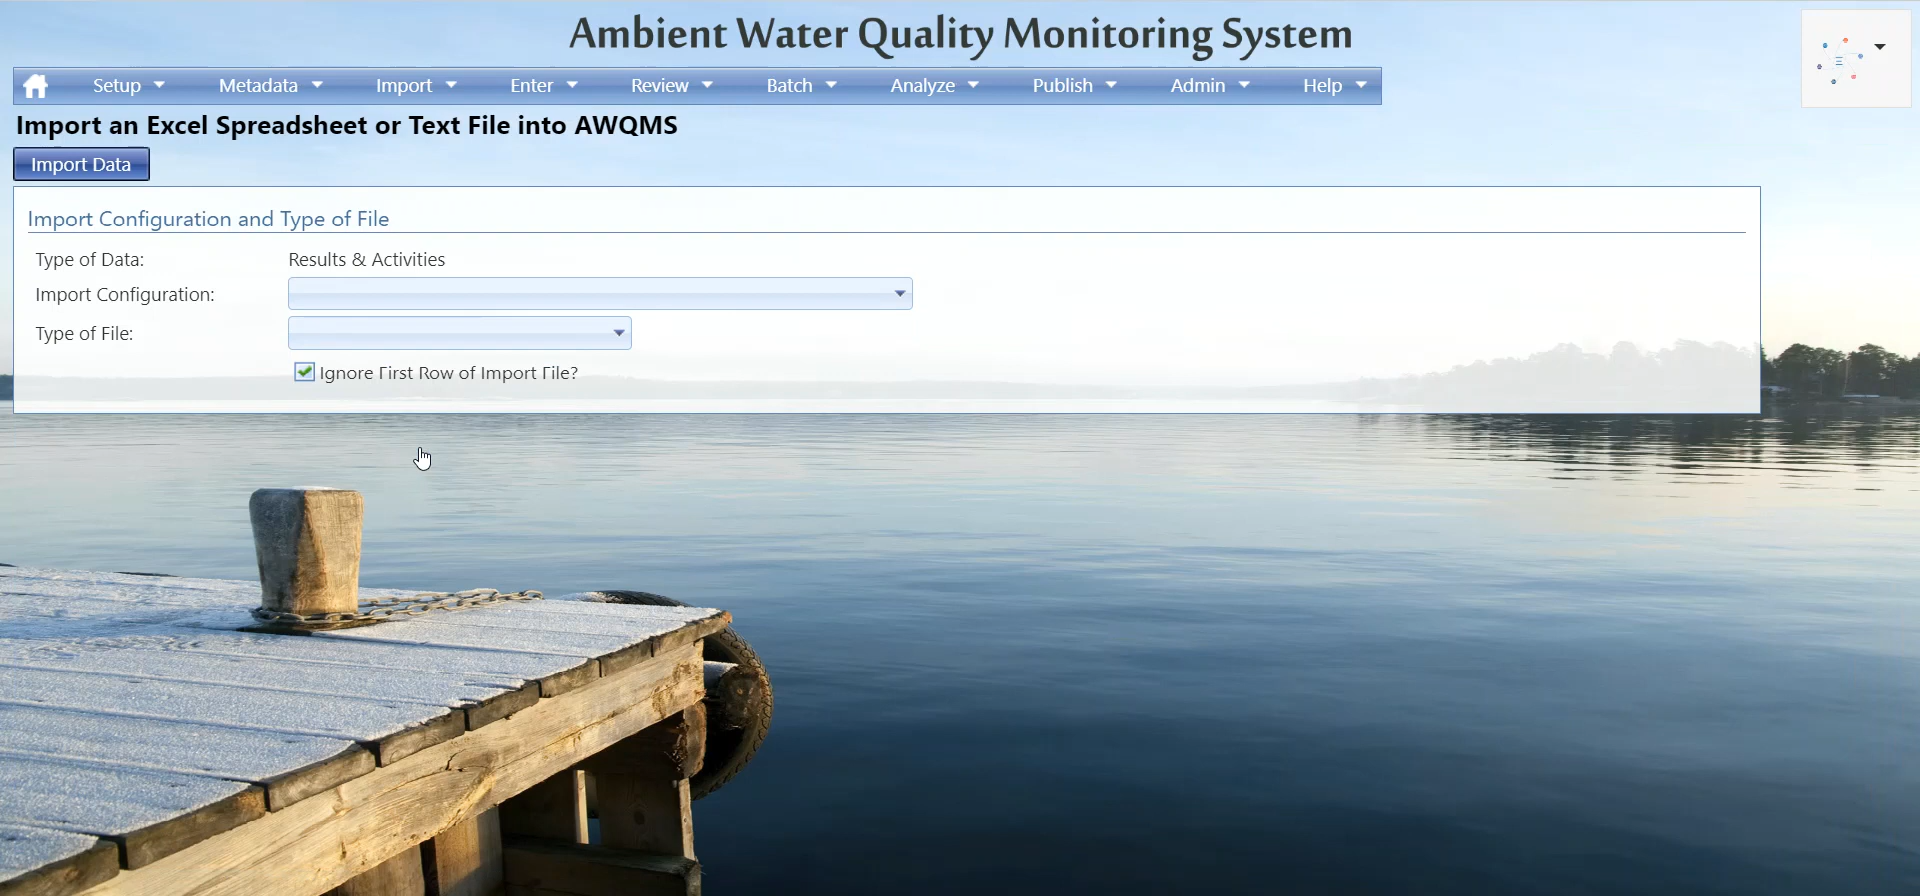 Ambient Water Quality Monitoring System
Setup Metadata Import Enter Review Batch Analyze Publish Admin Help
Import an Excel Spreadsheet or Text File into AWQMS
Import Data
Import Configuration and Type of File
Type of Data: Results & Activities
Import Configuration:
Type of File:
Ignore First Row of Import File?